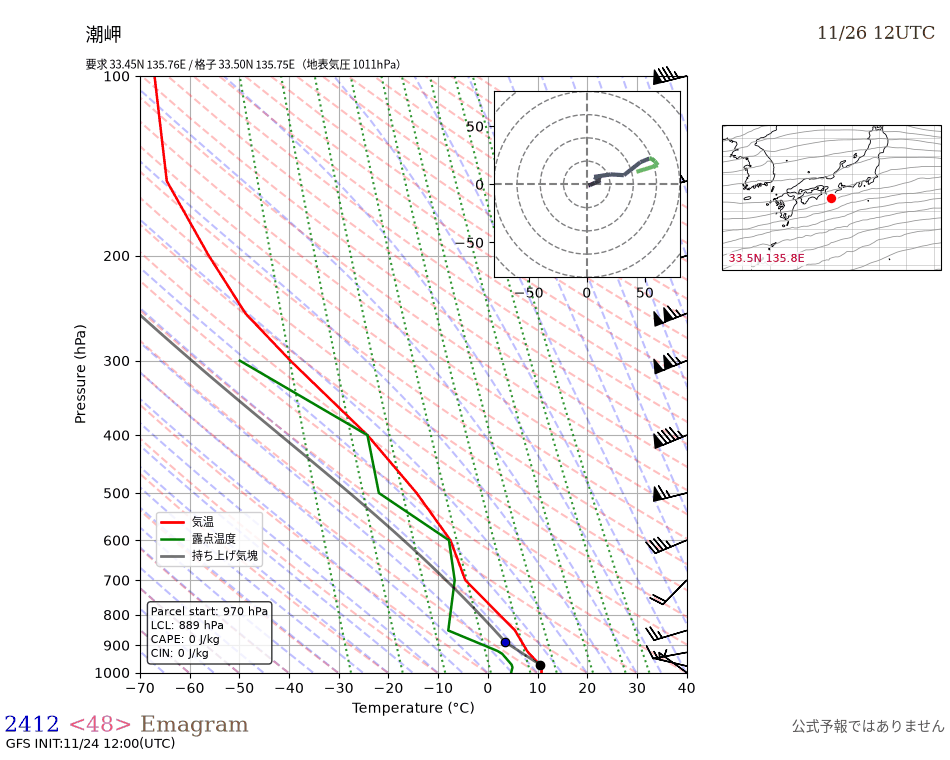 潮岬
11/26 12UTC
要求 33.45N 135.76E / 格子 33.50N 135.75E（地表気圧 1011hPa）
100
200
300
400
500
600
700
800
900
1000
Pressure (hPa)
50
0
−50
−50 0 50
33.5N 135.8E
気温
露点温度
持ち上げ気塊
Parcel start: 970 hPa
LCL: 889 hPa
CAPE: 0 J/kg
CIN: 0 J/kg
−70 −60 −50 −40 −30 −20 −10 0 10 20 30 40
Temperature (°C)
2412 <48> Emagram
公式予報ではありません
GFS INIT:11/24 12:00(UTC)